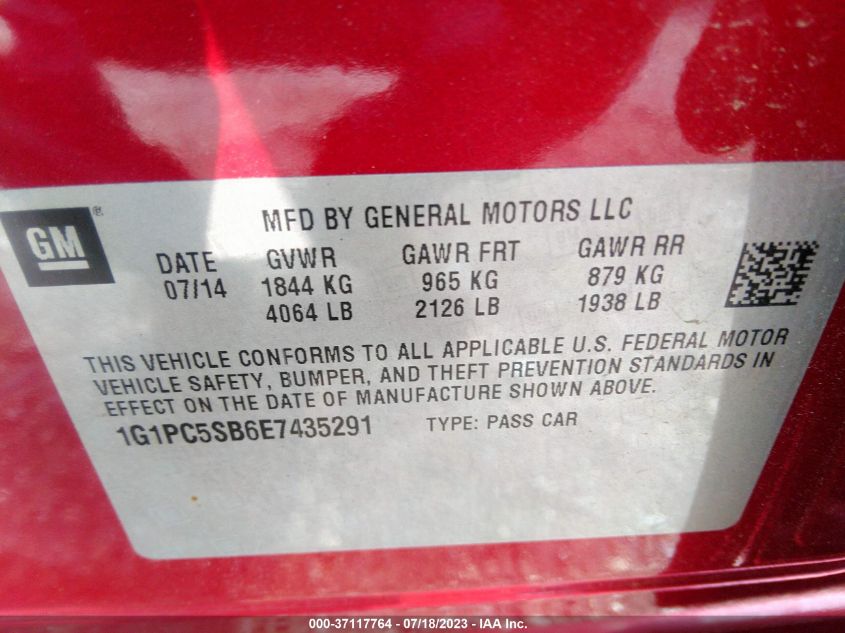 GM®
MFD BY GENERAL MOTORS LLC
DATE GVWR GAWR FRT GAWR RR
07/14 1844 KG 965 KG 879 KG
4064 LB 2126 LB 1938 LB
THIS VEHICLE CONFORMS TO ALL APPLICABLE U.S. FEDERAL MOTOR
VEHICLE SAFETY, BUMPER, AND THEFT PREVENTION STANDARDS IN
EFFECT ON THE DATE OF MANUFACTURE SHOWN ABOVE.
1G1PC5SB6E7435291 TYPE: PASS CAR
000-37117764 - 07/18/2023 - IAA Inc.